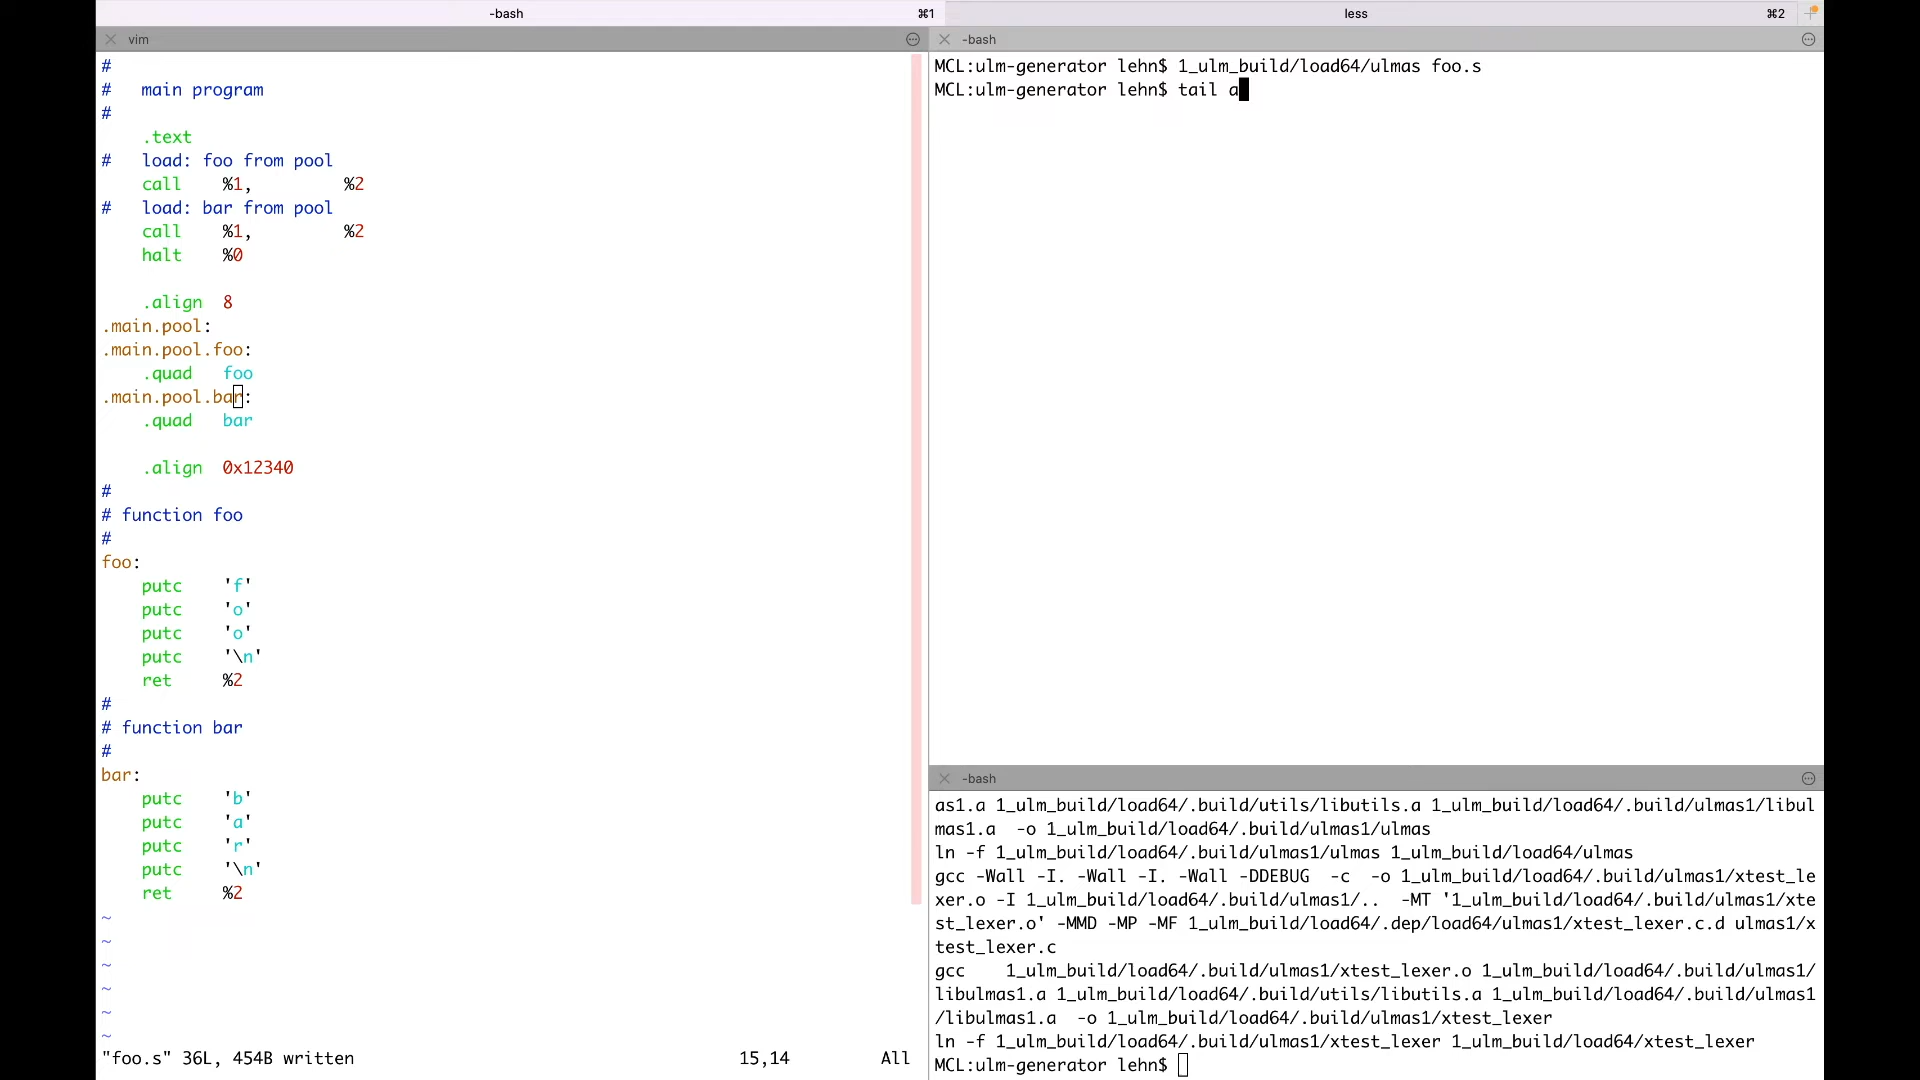 -bash ⌘1 less ⌘2
vim
#
#   main program
#
    .text
#   load: foo from pool
    call    %1,         %2
#   load: bar from pool
    call    %1,         %2
    halt    %0

    .align  8
.main.pool:
.main.pool.foo:
    .quad   foo
.main.pool.bar:
    .quad   bar

    .align  0x12340
#
# function foo
#
foo:
    putc    'f'
    putc    'o'
    putc    'o'
    putc    '\n'
    ret     %2
#
# function bar
#
bar:
    putc    'b'
    putc    'a'
    putc    'r'
    putc    '\n'
    ret     %2
~
~
~
~
~
~
"foo.s" 36L, 454B written                                      15,14         All
-bash
MCL:ulm-generator lehn$ 1_ulm_build/load64/ulmas foo.s
MCL:ulm-generator lehn$ tail a
-bash
as1.a 1_ulm_build/load64/.build/utils/libutils.a 1_ulm_build/load64/.build/ulmas1/libul
mas1.a  -o 1_ulm_build/load64/.build/ulmas1/ulmas
ln -f 1_ulm_build/load64/.build/ulmas1/ulmas 1_ulm_build/load64/ulmas
gcc -Wall -I. -Wall -I. -Wall -DDEBUG  -c  -o 1_ulm_build/load64/.build/ulmas1/xtest_le
xer.o -I 1_ulm_build/load64/.build/ulmas1/..  -MT '1_ulm_build/load64/.build/ulmas1/xte
st_lexer.o' -MMD -MP -MF 1_ulm_build/load64/.dep/load64/ulmas1/xtest_lexer.c.d ulmas1/x
test_lexer.c
gcc    1_ulm_build/load64/.build/ulmas1/xtest_lexer.o 1_ulm_build/load64/.build/ulmas1/
libulmas1.a 1_ulm_build/load64/.build/utils/libutils.a 1_ulm_build/load64/.build/ulmas1
/libulmas1.a  -o 1_ulm_build/load64/.build/ulmas1/xtest_lexer
ln -f 1_ulm_build/load64/.build/ulmas1/xtest_lexer 1_ulm_build/load64/xtest_lexer
MCL:ulm-generator lehn$